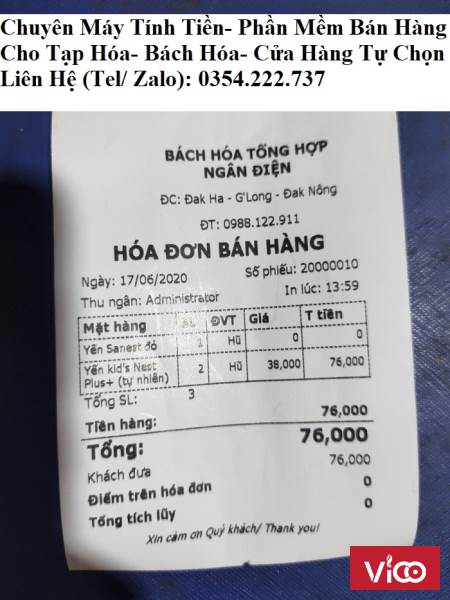 Chuyên Máy Tính Tiền- Phần Mềm Bán Hàng
Cho Tạp Hóa- Bách Hóa- Cửa Hàng Tự Chọn
Liên Hệ (Tel/ Zalo): 0354.222.737
BÁCH HÓA TỔNG HỢP
NGÂN ĐIỆN
ĐC: Đak Ha - G'Long - Đak Nông
ĐT: 0988.122.911
HÓA ĐƠN BÁN HÀNG
Ngày: 17/06/2020 Số phiếu: 20000010
Thu ngân: Administrator In lúc: 13:59
Mặt hàng SL ĐVT Giá T tiền
Yến Sanest đỏ 1 Hũ 0 0
Yến kid's Nest 2 Hũ 38,000 76,000
Plus+ (tự nhiên)
Tổng SL: 3
Tiền hàng: 76,000
Tổng: 76,000
Khách đưa 76,000
Điểm trên hóa đơn 0
Tổng tích lũy 0
Xin cảm ơn Quý khách/ Thank you!
VICO